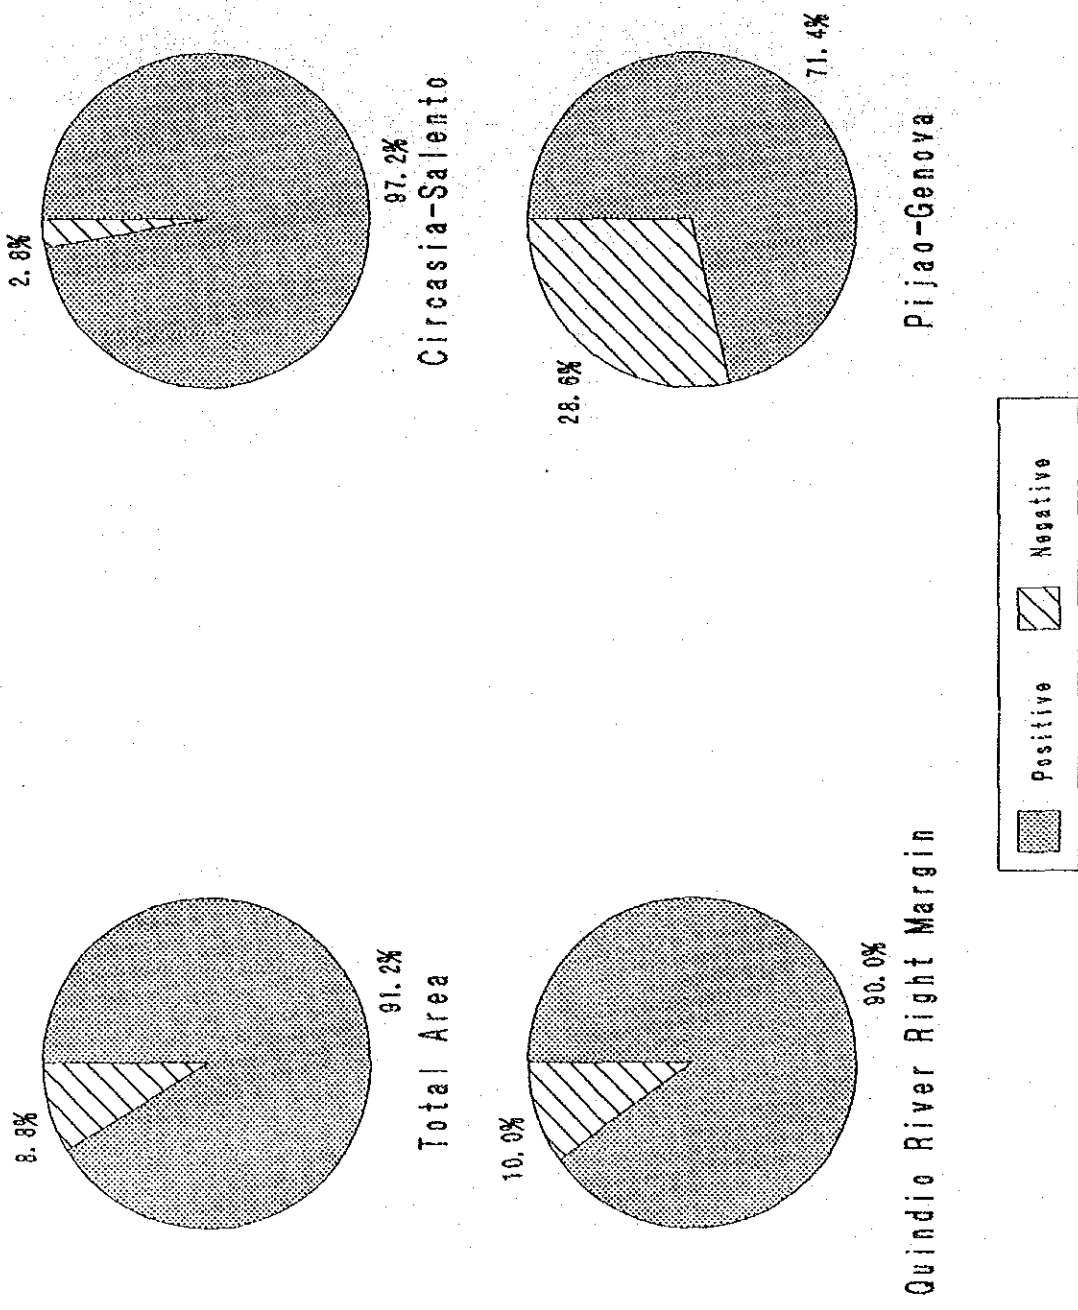 8.8%
91.2%
Total Area
2.8%
97.2%
Circasia-Salento
10.0%
90.0%
Quindio River Right Margin
28.6%
71.4%
Pijao-Genova
Positive
Negative